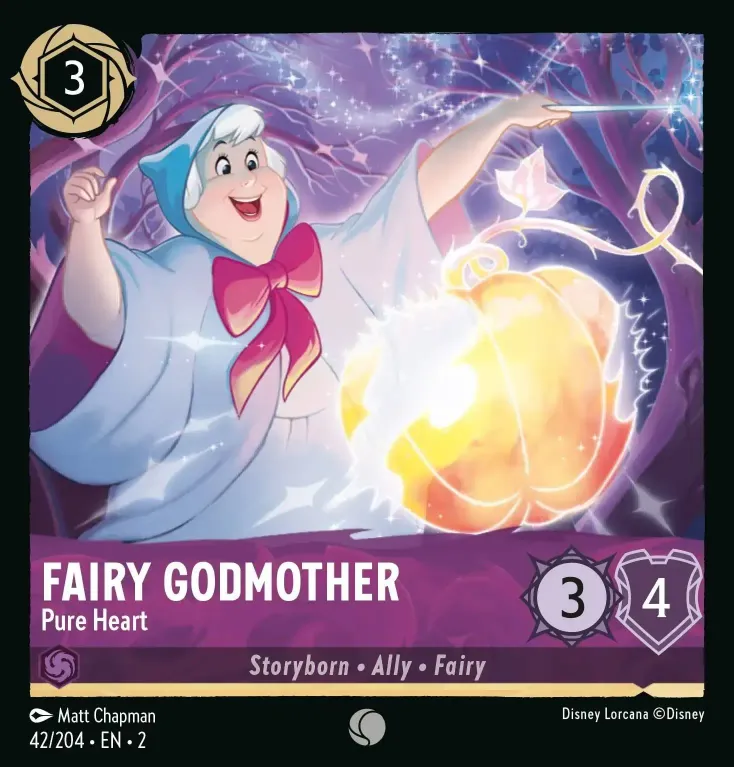 3
FAIRY GODMOTHER
Pure Heart
3
4
Storyborn • Ally • Fairy
Matt Chapman
Disney Lorcana ©Disney
42/204 • EN • 2